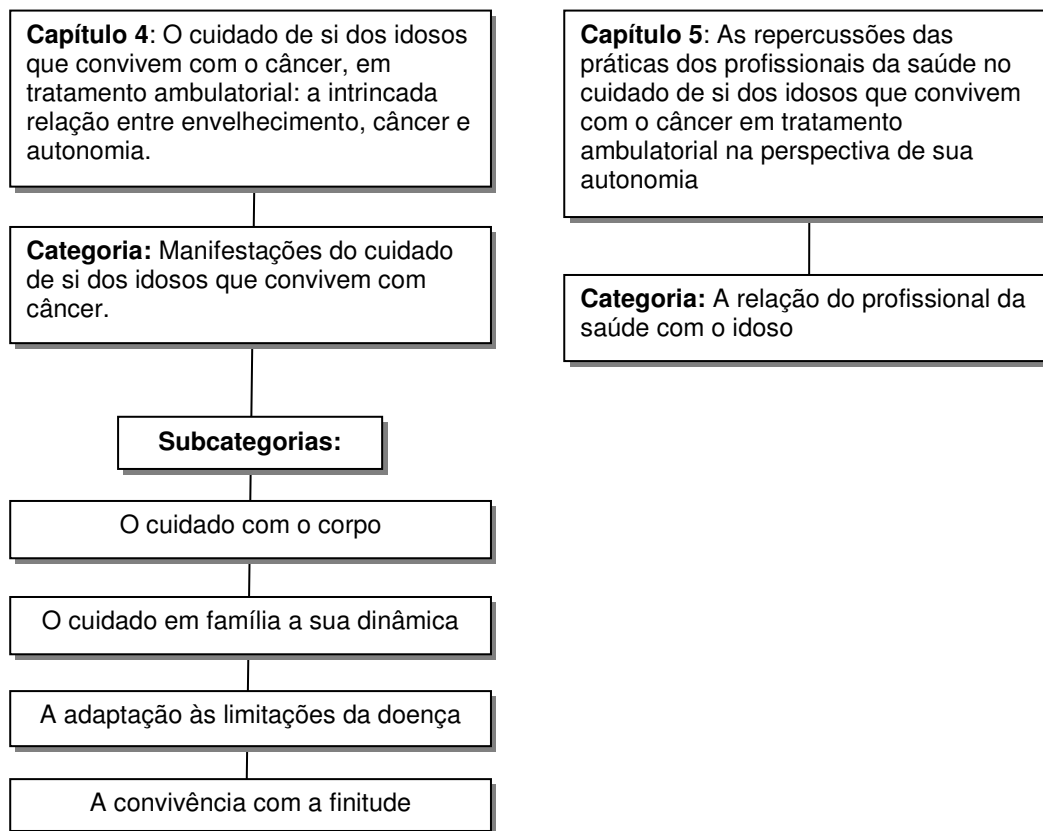 Capítulo 4: O cuidado de si dos idosos
que convivem com o câncer, em
tratamento ambulatorial: a intrincada
relação entre envelhecimento, câncer e
autonomia.
Categoria: Manifestações do cuidado
de si dos idosos que convivem com
câncer.
Subcategorias:
O cuidado com o corpo
O cuidado em família a sua dinâmica
A adaptação às limitações da doença
A convivência com a finitude
Capítulo 5: As repercussões das
práticas dos profissionais da saúde no
cuidado de si dos idosos que convivem
com o câncer em tratamento
ambulatorial na perspectiva de sua
autonomia
Categoria: A relação do profissional da
saúde com o idoso